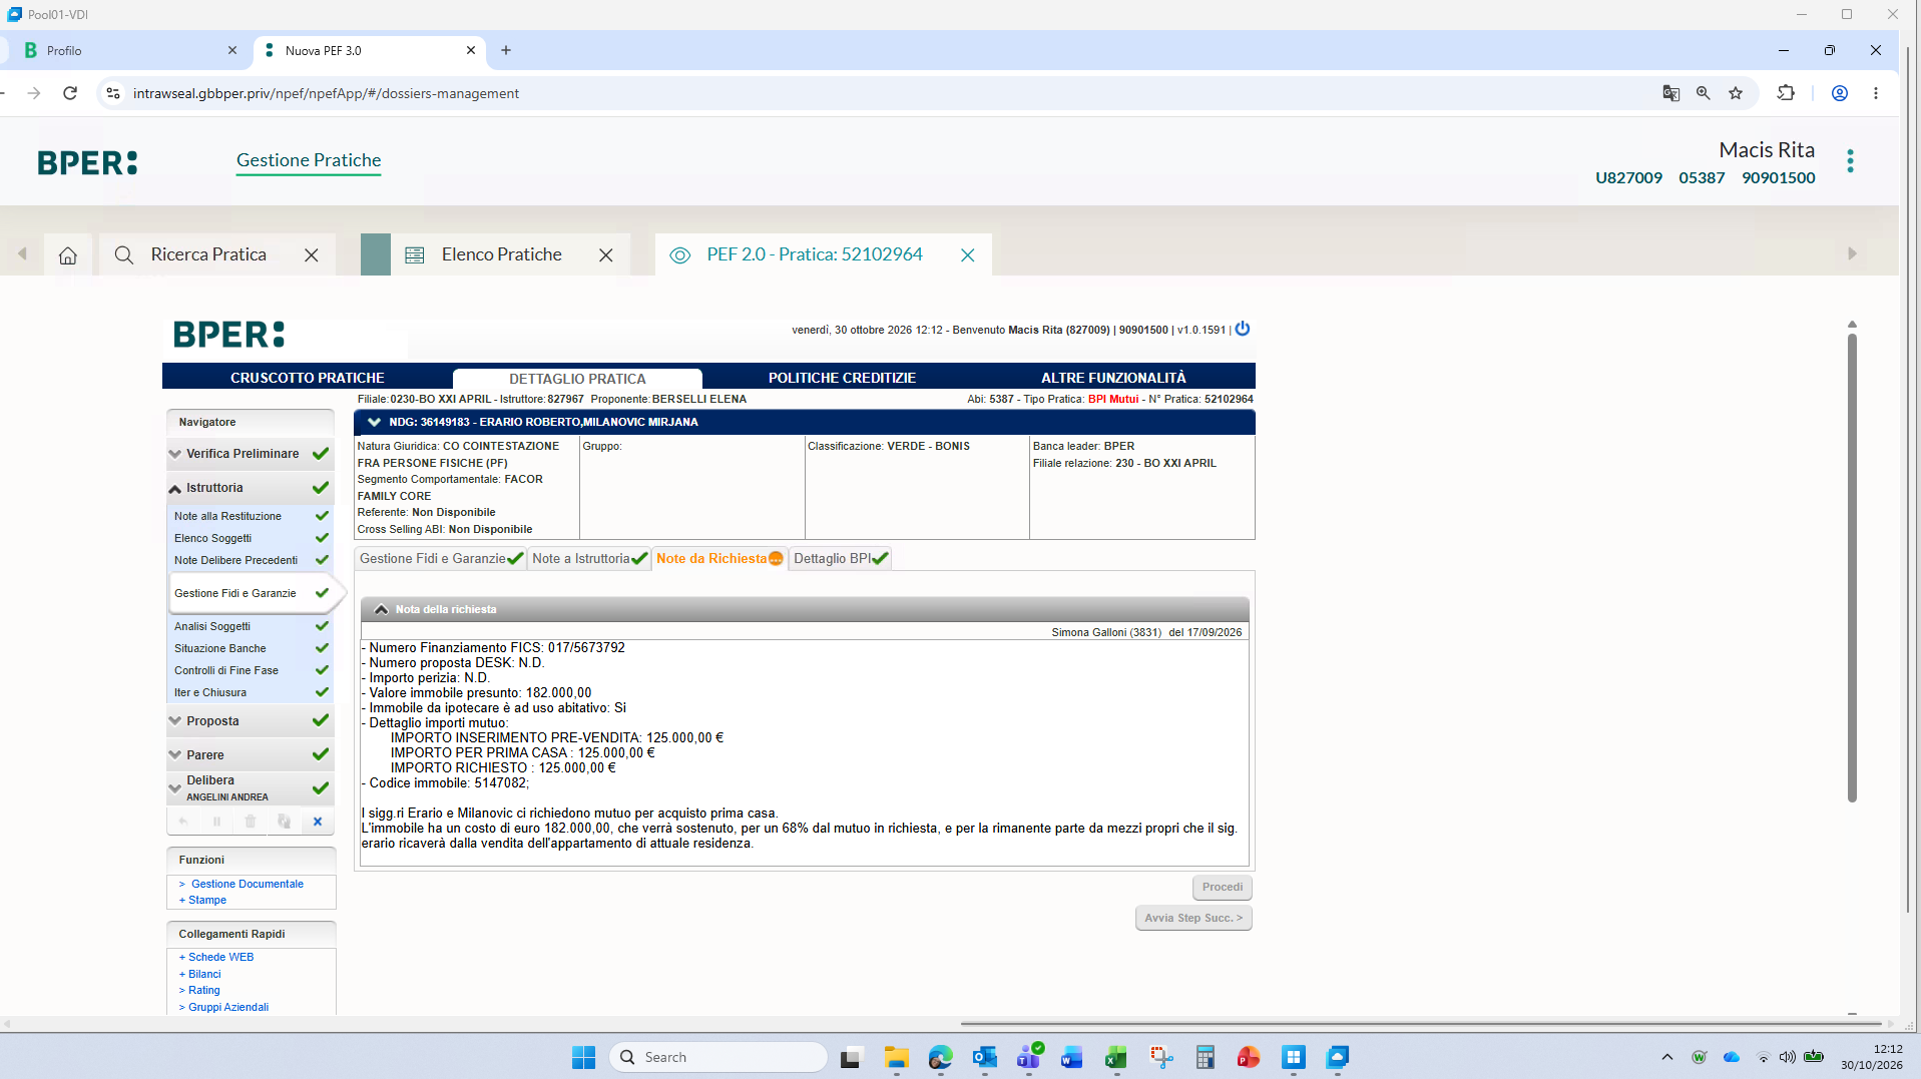 Pool01-VDI
Profilo
Nuova PEF 3.0
intrawseal.gbbper.priv/npef/npefApp/#/dossiers-management
BPER:
Gestione Pratiche
Macis Rita
U827009 05387 90901500
Ricerca Pratica
Elenco Pratiche
PEF 2.0 - Pratica: 52102964
BPER:
venerdì, 30 ottobre 2026 12:12 - Benvenuto Macis Rita (827009) | 90901500 | v1.0.1591 |
CRUSCOTTO PRATICHE
DETTAGLIO PRATICA
POLITICHE CREDITIZIE
ALTRE FUNZIONALITÀ
Filiale: 0230-BO XXI APRIL - Istruttore: 827967 Proponente: BERSELLI ELENA
Abi: 5387 - Tipo Pratica: BPI Mutui - N° Pratica: 52102964
Navigatore
Verifica Preliminare
Istruttoria
Note alla Restituzione
Elenco Soggetti
Note Delibere Precedenti
Gestione Fidi e Garanzie
Analisi Soggetti
Situazione Banche
Controlli di Fine Fase
Iter e Chiusura
Proposta
Parere
Delibera
ANGELINI ANDREA
Funzioni
> Gestione Documentale
+ Stampe
Collegamenti Rapidi
+ Schede WEB
+ Bilanci
> Rating
> Gruppi Aziendali
NDG: 36149183 - ERARIO ROBERTO,MILANOVIC MIRJANA
Natura Giuridica: CO COINTESTAZIONE
FRA PERSONE FISICHE (PF)
Segmento Comportamentale: FACOR
FAMILY CORE
Referente: Non Disponibile
Cross Selling ABI: Non Disponibile
Gruppo:
Classificazione: VERDE - BONIS
Banca leader: BPER
Filiale relazione: 230 - BO XXI APRIL
Gestione Fidi e Garanzie
Note a Istruttoria
Note da Richiesta
Dettaglio BPI
Nota della richiesta
Simona Galloni (3831) del 17/09/2026
- Numero Finanziamento FICS: 017/5673792
- Numero proposta DESK: N.D.
- Importo perizia: N.D.
- Valore immobile presunto: 182.000,00
- Immobile da ipotecare è ad uso abitativo: Si
- Dettaglio importi mutuo:
IMPORTO INSERIMENTO PRE-VENDITA: 125.000,00 €
IMPORTO PER PRIMA CASA : 125.000,00 €
IMPORTO RICHIESTO : 125.000,00 €
- Codice immobile: 5147082;
I sigg.ri Erario e Milanovic ci richiedono mutuo per acquisto prima casa.
L'immobile ha un costo di euro 182.000,00, che verrà sostenuto, per un 68% dal mutuo in richiesta, e per la rimanente parte da mezzi propri che il sig.
erario ricaverà dalla vendita dell'appartamento di attuale residenza.
Procedi
Avvia Step Succ. >
Search
12:12
30/10/2026